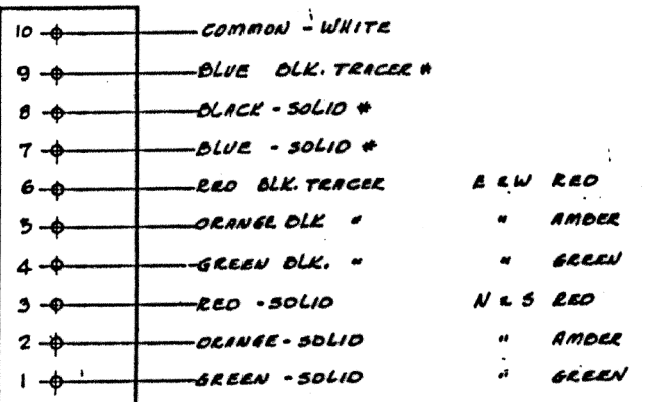 10 COMMON - WHITE
9 BLUE BLK. TRACER *
8 BLACK - SOLID *
7 BLUE - SOLID *
6 RED BLK. TRACER E & W RED
5 ORANGE BLK " " AMBER
4 GREEN BLK. " " GREEN
3 RED - SOLID N & S RED
2 ORANGE - SOLID " AMBER
1 GREEN - SOLID " GREEN